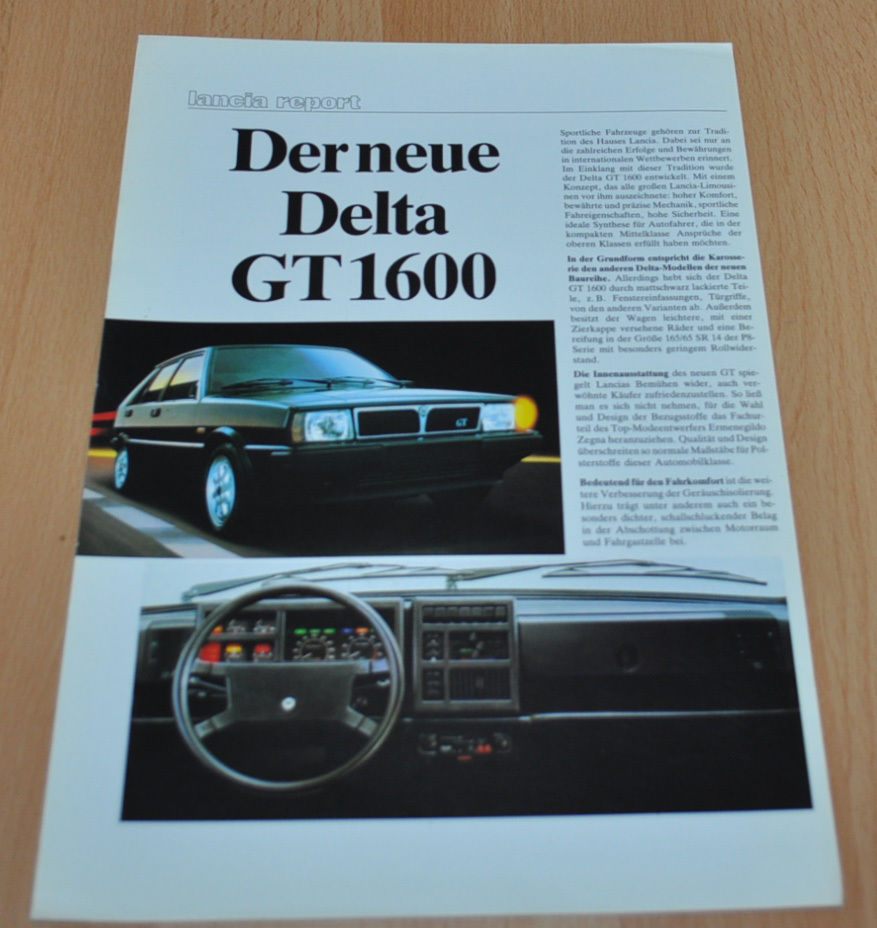 lancia report
Der neue
Delta
GT 1600
Sportliche Fahrzeuge gehören zur Tradi-
tion des Hauses Lancia. Dabei sei nur an
die zahlreichen Erfolge und Bewährungen
in internationalen Wettbewerben erinnert.
Im Einklang mit dieser Tradition wurde
der Delta GT 1600 entwickelt. Mit einem
Konzept, das alle großen Lancia-Limousi-
nen vor ihm auszeichnete: hoher Komfort,
bewährte und präzise Mechanik, sportliche
Fahreigenschaften, hohe Sicherheit. Eine
ideale Synthese für Autofahrer, die in der
kompakten Mittelklasse Ansprüche der
oberen Klassen erfüllt haben möchten.
In der Grundform entspricht die Karosse-
rie den anderen Delta-Modellen der neuen
Baureihe. Allerdings hebt sich der Delta
GT 1600 durch mattschwarz lackierte Tei-
le, z. B. Fenstereinfassungen, Türgriffe,
von den anderen Varianten ab. Außerdem
besitzt der Wagen leichtere, mit einer
Zierkappe versehene Räder und eine Be-
reifung in der Größe 165/65 SR 14 der P8-
Serie mit besonders geringem Rollwider-
stand.
Die Innenausstattung des neuen GT spie-
gelt Lancias Bemühen wider, auch ver-
wöhnte Käufer zufriedenzustellen. So ließ
man es sich nicht nehmen, für die Wahl
und Design der Bezugsstoffe das Fachur-
teil des Top-Modeentwerfers Ermenegildo
Zegna heranzuziehen. Qualität und Design
überschreiten so normale Maßstäbe für Pol-
sterstoffe dieser Automobilklasse.
Bedeutend für den Fahrkomfort ist die wei-
tere Verbesserung der Geräuschisolierung.
Hierzu trägt unter anderem auch ein be-
sonders dichter, schallschluckender Belag
in der Abschottung zwischen Motorraum
und Fahrgastzelle bei.
GT